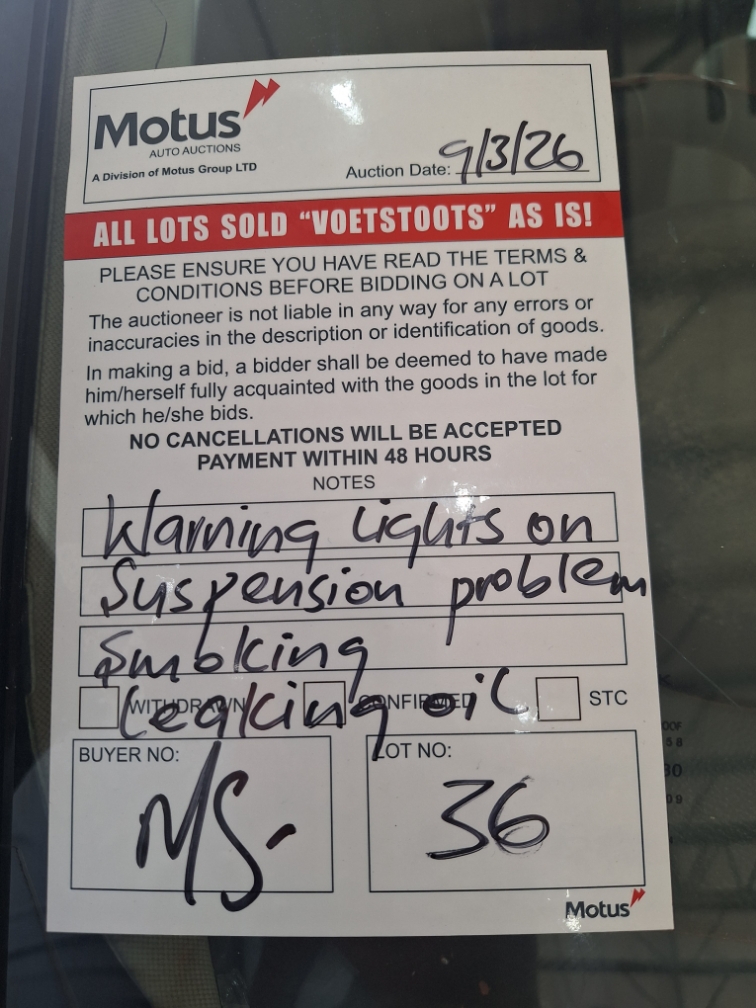 Motus
AUTO AUCTIONS
A Division of Motus Group LTD
Auction Date: 9/3/26
ALL LOTS SOLD "VOETSTOOTS" AS IS!
PLEASE ENSURE YOU HAVE READ THE TERMS &
CONDITIONS BEFORE BIDDING ON A LOT
The auctioneer is not liable in any way for any errors or
inaccuracies in the description or identification of goods.
In making a bid, a bidder shall be deemed to have made
him/herself fully acquainted with the goods in the lot for
which he/she bids.
NO CANCELLATIONS WILL BE ACCEPTED
PAYMENT WITHIN 48 HOURS
NOTES
Warning Lights on
Suspension problem
Smoking
Leaking oil
WITHDRAWN CONFIRMED STC
BUYER NO: LOT NO:
M/S- 36
Motus